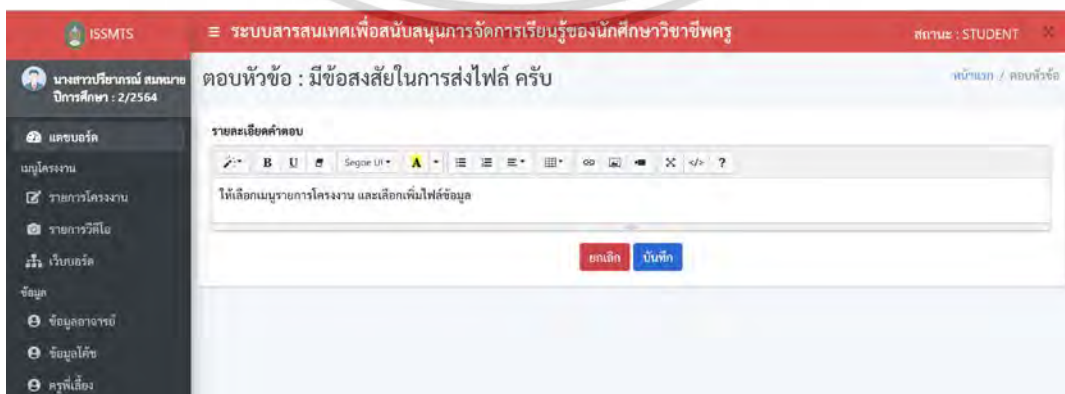 ISSMTS
≡ ระบบสารสนเทศเพื่อสนับสนุนการจัดการเรียนรู้ของนักศึกษาวิชาชีพครู
สถานะ : STUDENT
นางสาวปรียาภรณ์ สมหมาย
ปีการศึกษา : 2/2564
แดชบอร์ด
เมนูโครงงาน
รายการโครงงาน
รายการวิดีโอ
เว็บบอร์ด
ข้อมูล
ข้อมูลอาจารย์
ข้อมูลโค้ช
ครูพี่เลี้ยง
ตอบหัวข้อ : มีข้อสงสัยในการส่งไฟล์ ครับ
หน้าแรก / ตอบหัวข้อ
รายละเอียดคำตอบ
B U Segoe UI A </> ?
ให้เลือกเมนูรายการโครงงาน และเลือกเพิ่มไฟล์ข้อมูล
ยกเลิก บันทึก